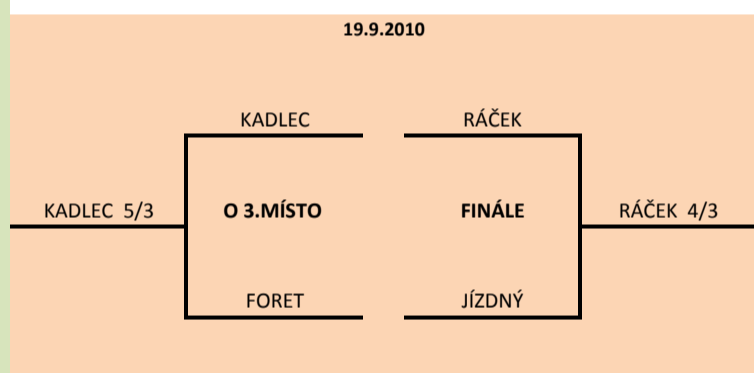 19.9.2010
KADLEC RÁČEK
KADLEC 5/3 O 3.MÍSTO FINÁLE RÁČEK 4/3
FORET JÍZDNÝ